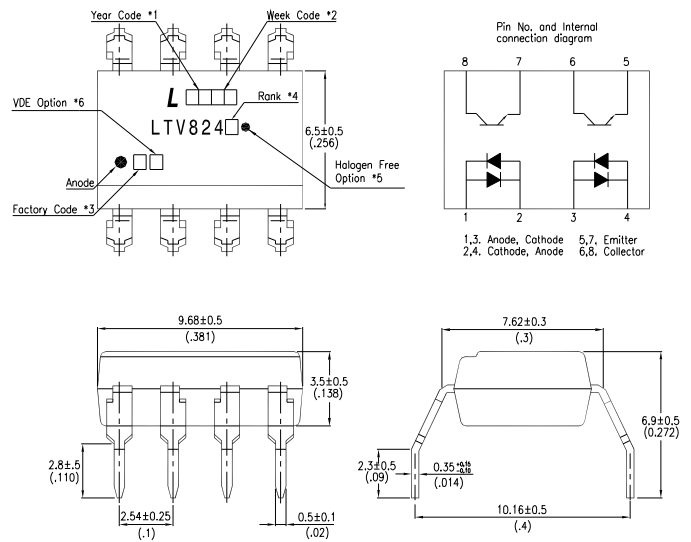 Year Code *1
Week Code *2
L
Rank *4
VDE Option *6
LTV824
6.5±0.5
(.256)
Halogen Free
Option *5
Anode
Factory Code *3
Pin No. and Internal
connection diagram
8 7 6 5
1 2 3 4
1,3. Anode, Cathode 5,7, Emitter
2,4. Cathode, Anode 6,8. Collector
9.68±0.5
(.381)
3.5±0.5
(.138)
2.8±.5
(.110)
2.54±0.25
(.1)
0.5±0.1
(.02)
7.62±0.3
(.3)
6.9±0.5
(0.272)
2.3±0.5
(.09)
0.35
(.014)
10.16±0.5
(.4)